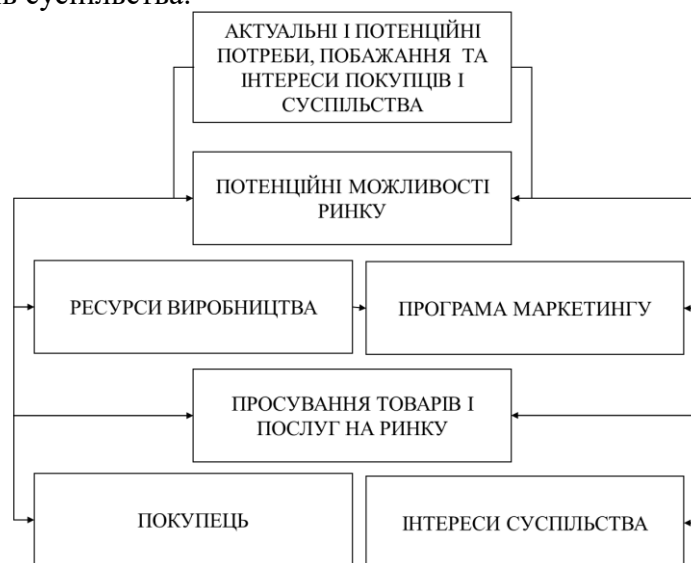 суспільства.
АКТУАЛЬНІ І ПОТЕНЦІЙНІ
ПОТРЕБИ, ПОБАЖАННЯ ТА
ІНТЕРЕСИ ПОКУПЦІВ І
СУСПІЛЬСТВА
ПОТЕНЦІЙНІ МОЖЛИВОСТІ
РИНКУ
РЕСУРСИ ВИРОБНИЦТВА
ПРОГРАМА МАРКЕТИНГУ
ПРОСУВАННЯ ТОВАРІВ І
ПОСЛУГ НА РИНКУ
ПОКУПЕЦЬ
ІНТЕРЕСИ СУСПІЛЬСТВА